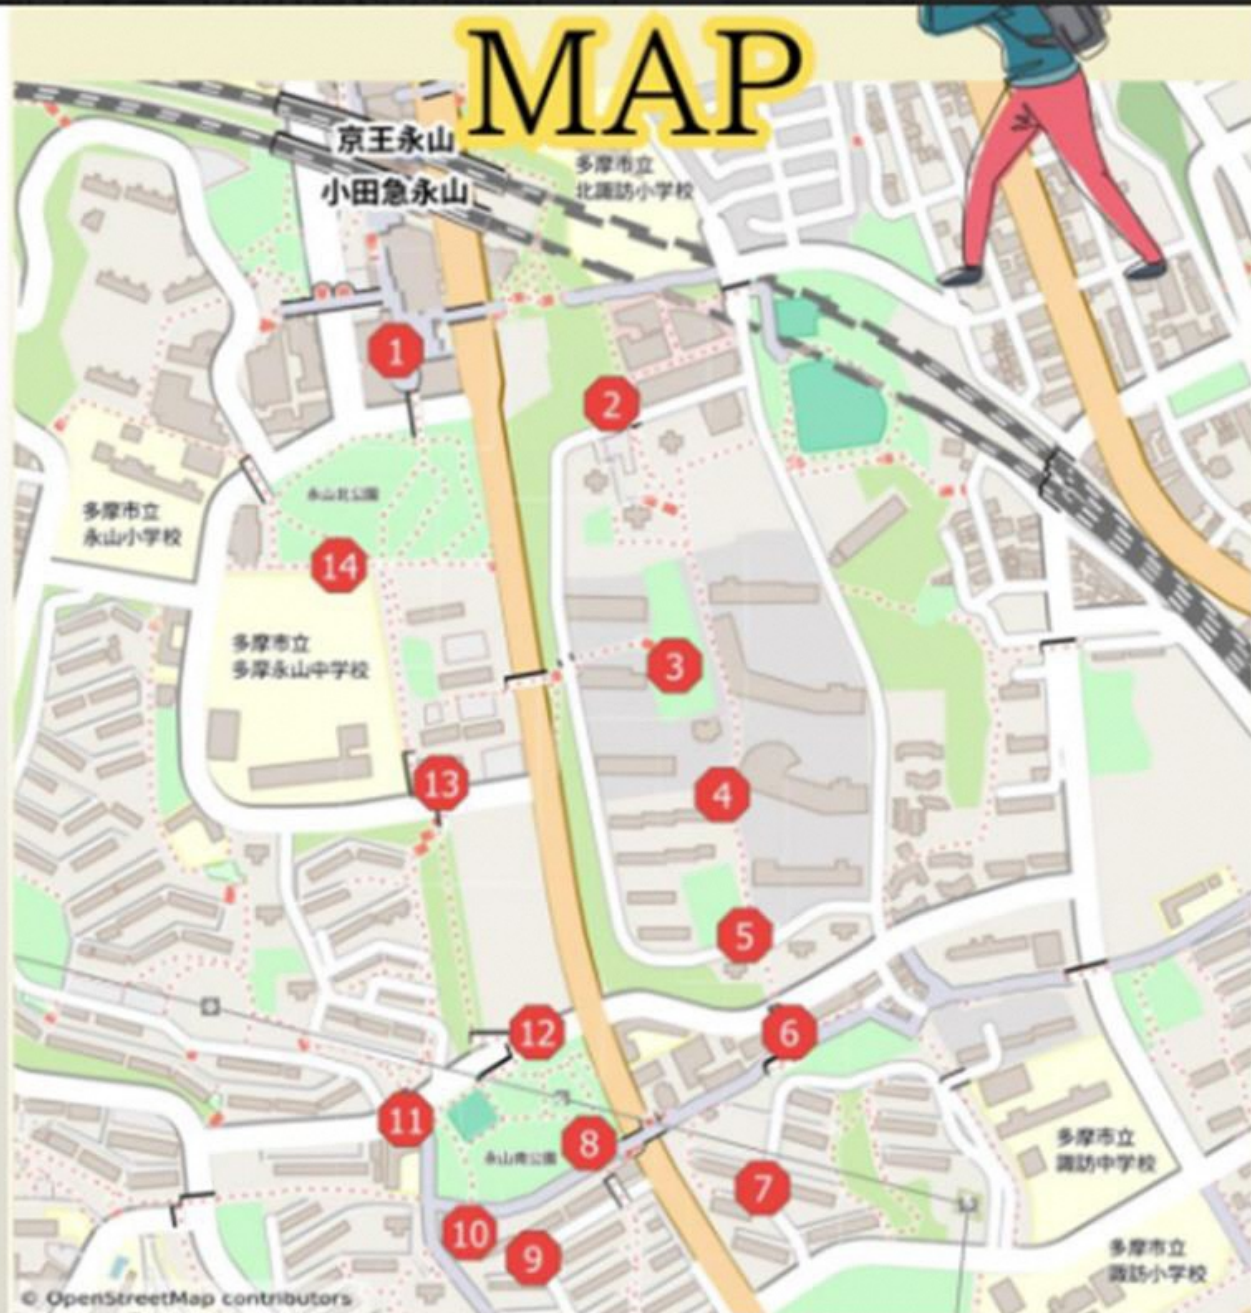 MAP
京王永山
小田急永山
多摩市立
北諏訪小学校
1
2
永山北公園
多摩市立
永山小学校
14
多摩市立
多摩永山中学校
3
13
4
5
12
6
11
永山南公園
8
多摩市立
諏訪中学校
7
10
9
多摩市立
諏訪小学校
© OpenStreetMap contributors